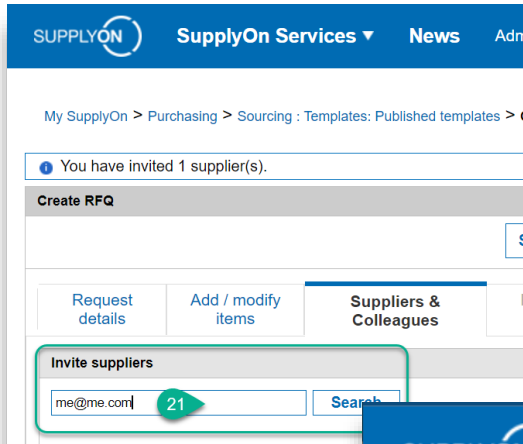 SUPPLYON SupplyOn Services ▼ News
My SupplyOn > Purchasing > Sourcing : Templates: Published templates >
You have invited 1 supplier(s).
Create RFQ
Request details
Add / modify items
Suppliers & Colleagues
Invite suppliers
me@me.com 21 Search